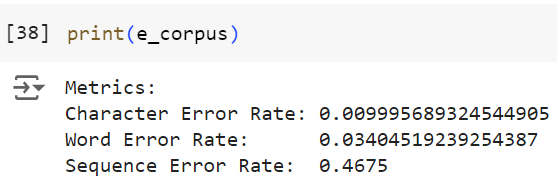 [38] print(e_corpus)
Metrics:
Character Error Rate: 0.009995689324544905
Word Error Rate:      0.03404519239254387
Sequence Error Rate:  0.4675